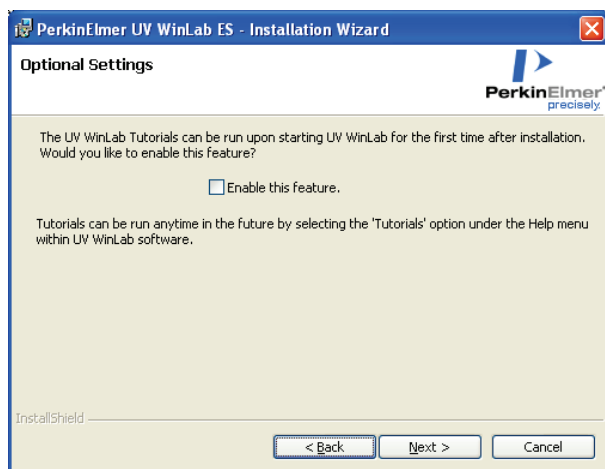 PerkinElmer UV WinLab ES - Installation Wizard
Optional Settings
PerkinElmer
precisely.
The UV WinLab Tutorials can be run upon starting UV WinLab for the first time after installation.
Would you like to enable this feature?
Enable this feature.
Tutorials can be run anytime in the future by selecting the 'Tutorials' option under the Help menu
within UV WinLab software.
InstallShield
< Back
Next >
Cancel